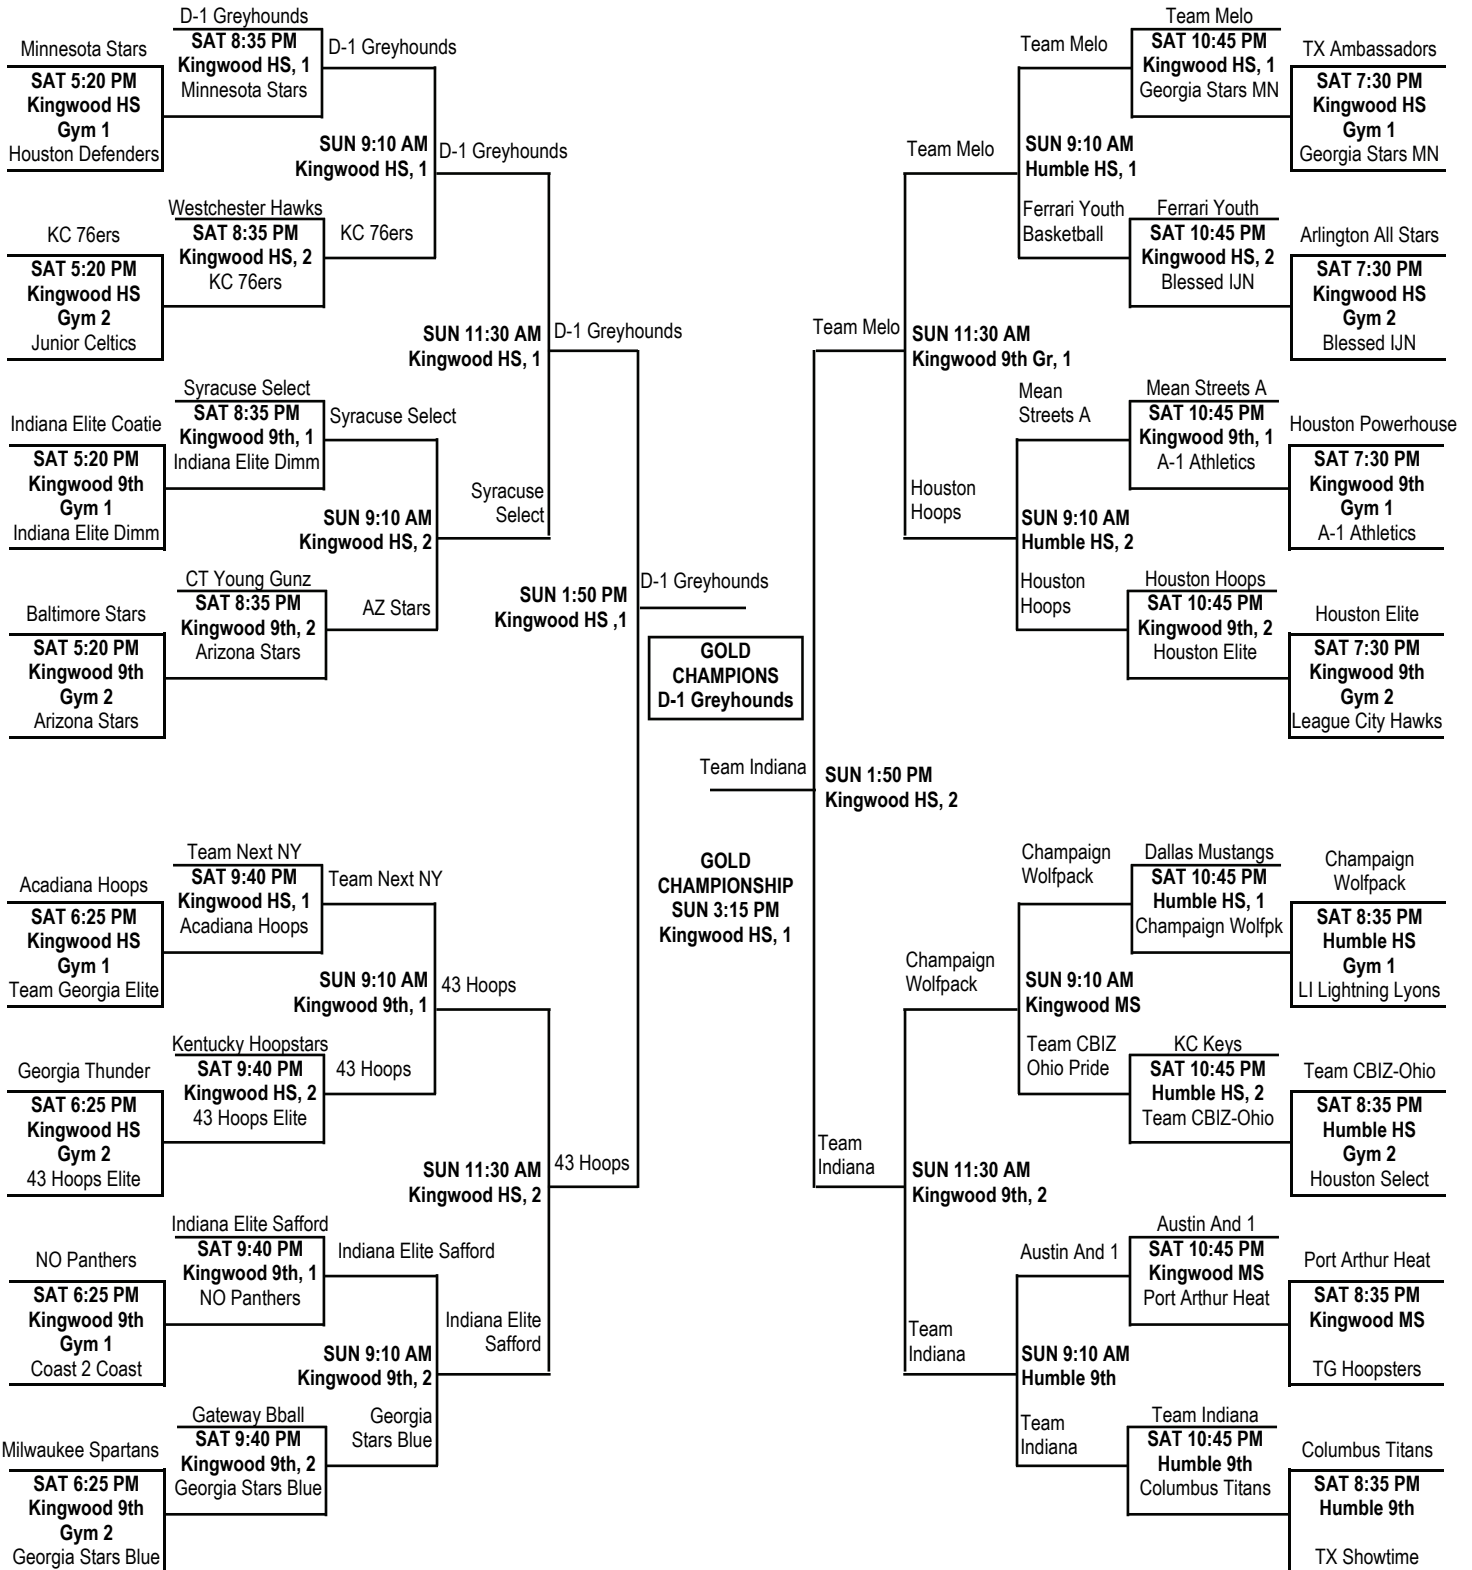 D-1 Greyhounds
Minnesota Stars
SAT 8:35 PM
Kingwood HS, 1
Minnesota Stars
D-1 Greyhounds
SAT 5:20 PM
Kingwood HS
Gym 1
Houston Defenders
SUN 9:10 AM
Kingwood HS, 1
D-1 Greyhounds
Westchester Hawks
KC 76ers
SAT 8:35 PM
Kingwood HS, 2
KC 76ers
KC 76ers
SAT 5:20 PM
Kingwood HS
Gym 2
Junior Celtics
SUN 11:30 AM
Kingwood HS, 1
D-1 Greyhounds
Syracuse Select
Indiana Elite Coatie
SAT 8:35 PM
Kingwood 9th, 1
Indiana Elite Dimm
Syracuse Select
SAT 5:20 PM
Kingwood 9th
Gym 1
Indiana Elite Dimm
SUN 9:10 AM
Kingwood HS, 2
Syracuse
Select
CT Young Gunz
Baltimore Stars
SAT 8:35 PM
Kingwood 9th, 2
Arizona Stars
AZ Stars
SAT 5:20 PM
Kingwood 9th
Gym 2
Arizona Stars
SUN 1:50 PM
Kingwood HS ,1
D-1 Greyhounds
GOLD
CHAMPIONS
D-1 Greyhounds
Team Next NY
Acadiana Hoops
SAT 9:40 PM
Kingwood HS, 1
Acadiana Hoops
Team Next NY
SAT 6:25 PM
Kingwood HS
Gym 1
Team Georgia Elite
SUN 9:10 AM
Kingwood 9th, 1
43 Hoops
Kentucky Hoopstars
Georgia Thunder
SAT 9:40 PM
Kingwood HS, 2
43 Hoops Elite
43 Hoops
SAT 6:25 PM
Kingwood HS
Gym 2
43 Hoops Elite
SUN 11:30 AM
Kingwood HS, 2
43 Hoops
Indiana Elite Safford
NO Panthers
SAT 9:40 PM
Kingwood 9th, 1
NO Panthers
Indiana Elite Safford
SAT 6:25 PM
Kingwood 9th
Gym 1
Coast 2 Coast
SUN 9:10 AM
Kingwood 9th, 2
Indiana Elite
Safford
Gateway Bball
Milwaukee Spartans
SAT 9:40 PM
Kingwood 9th, 2
Georgia Stars Blue
Georgia
Stars Blue
SAT 6:25 PM
Kingwood 9th
Gym 2
Georgia Stars Blue
Team Indiana
GOLD
CHAMPIONSHIP
SUN 3:15 PM
Kingwood HS, 1
SUN 1:50 PM
Kingwood HS, 2
Team Melo
Team Melo
SAT 10:45 PM
Kingwood HS, 1
Georgia Stars MN
TX Ambassadors
SAT 7:30 PM
Kingwood HS
Gym 1
Georgia Stars MN
Team Melo
SUN 9:10 AM
Humble HS, 1
Ferrari Youth
Basketball
Ferrari Youth
SAT 10:45 PM
Kingwood HS, 2
Blessed IJN
Arlington All Stars
SAT 7:30 PM
Kingwood HS
Gym 2
Blessed IJN
Team Melo
SUN 11:30 AM
Kingwood 9th Gr, 1
Mean
Streets A
Mean Streets A
SAT 10:45 PM
Kingwood 9th, 1
A-1 Athletics
Houston Powerhouse
SAT 7:30 PM
Kingwood 9th
Gym 1
A-1 Athletics
Houston
Hoops
SUN 9:10 AM
Humble HS, 2
Houston
Hoops
Houston Hoops
SAT 10:45 PM
Kingwood 9th, 2
Houston Elite
Houston Elite
SAT 7:30 PM
Kingwood 9th
Gym 2
League City Hawks
Champaign
Wolfpack
Dallas Mustangs
SAT 10:45 PM
Humble HS, 1
Champaign Wolfpk
Champaign
Wolfpack
SAT 8:35 PM
Humble HS
Gym 1
LI Lightning Lyons
Champaign
Wolfpack
SUN 9:10 AM
Kingwood MS
Team CBIZ
Ohio Pride
KC Keys
SAT 10:45 PM
Humble HS, 2
Team CBIZ-Ohio
Team CBIZ-Ohio
SAT 8:35 PM
Humble HS
Gym 2
Houston Select
Team
Indiana
SUN 11:30 AM
Kingwood 9th, 2
Austin And 1
Austin And 1
SAT 10:45 PM
Kingwood MS
Port Arthur Heat
Port Arthur Heat
SAT 8:35 PM
Kingwood MS
TG Hoopsters
Team
Indiana
SUN 9:10 AM
Humble 9th
Team
Indiana
Team Indiana
SAT 10:45 PM
Humble 9th
Columbus Titans
Columbus Titans
SAT 8:35 PM
Humble 9th
TX Showtime